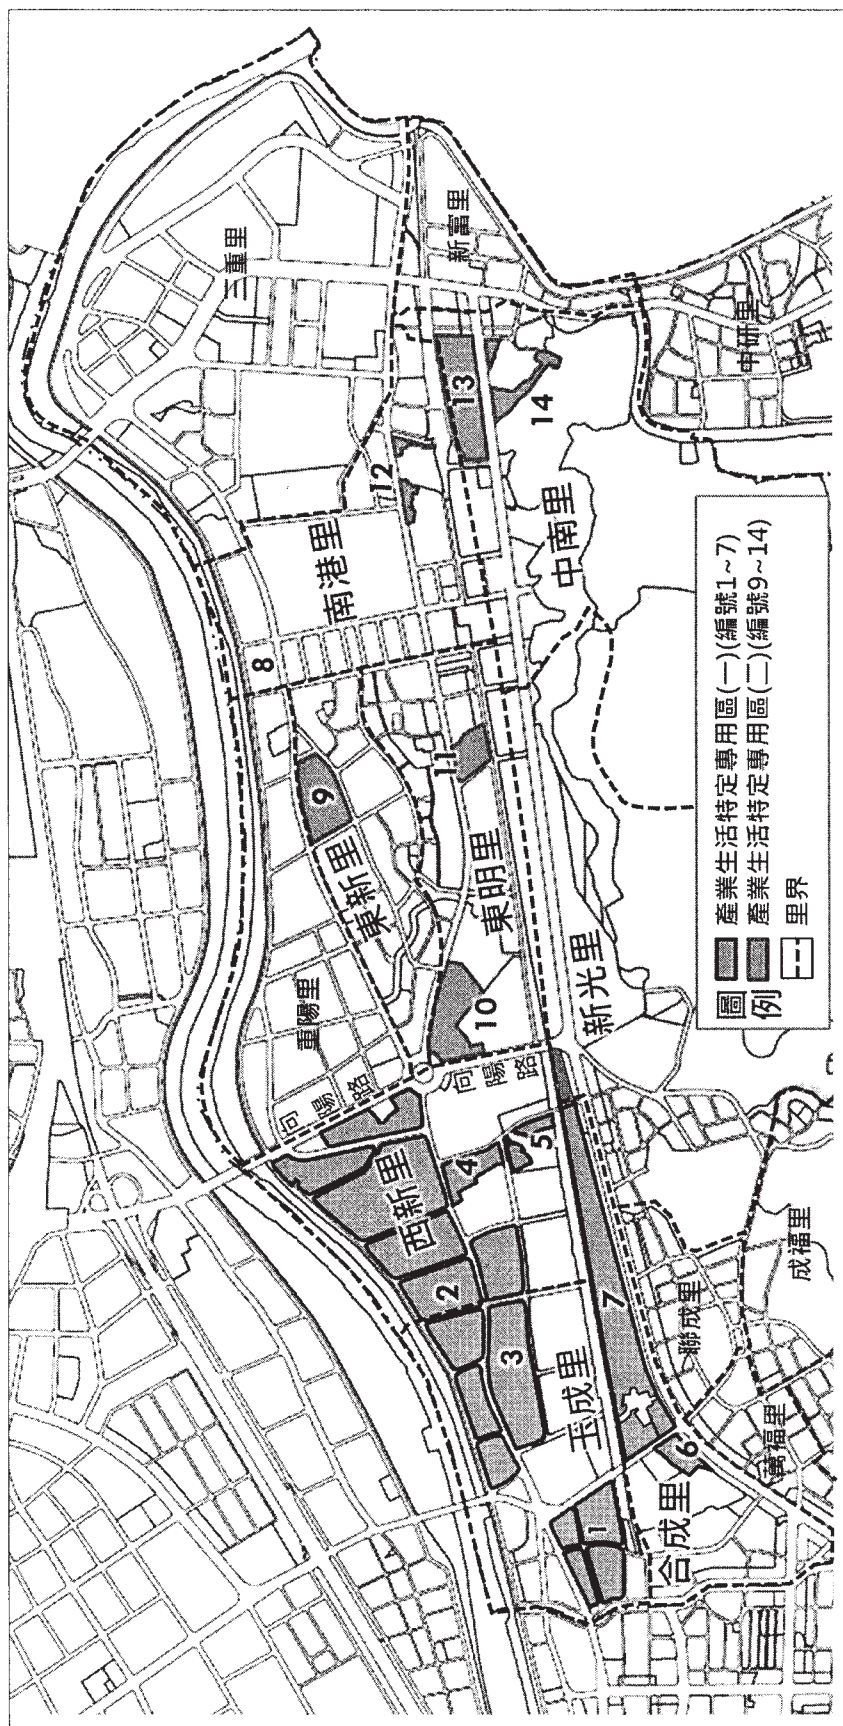 三重里
新富里
中研里
13
14
12
中南里
南港里
8
11
9
東新里
東明里
重陽里
新光里
10
向陽路
向陽路
西新里
4
5
2
3
7
成福里
聯成里
玉成里
萬福里
6
1
合成里
圖例
產業生活特定專用區(一)(編號1~7)
產業生活特定專用區(二)(編號9~14)
里界